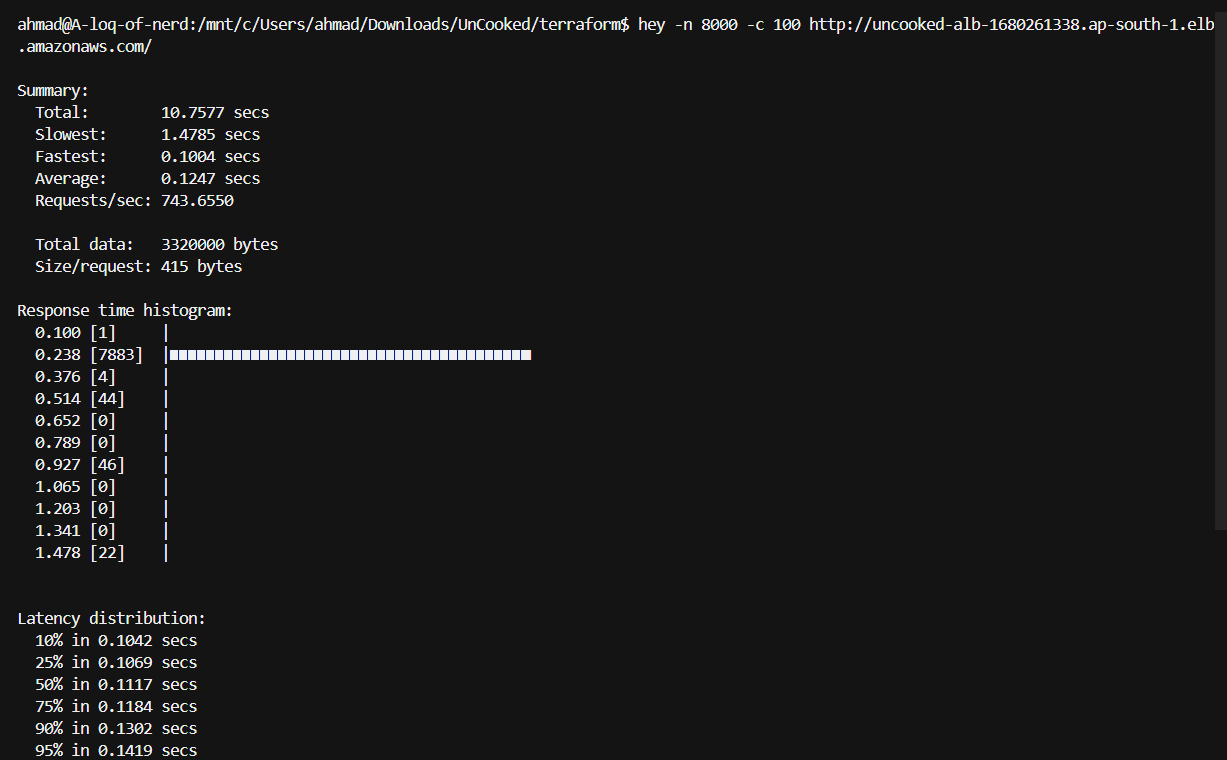 ahmad@A-loq-of-nerd:/mnt/c/Users/ahmad/Downloads/UnCooked/terraform$ hey -n 8000 -c 100 http://uncooked-alb-1680261338.ap-south-1.elb
.amazonaws.com/
Summary:
Total: 10.7577 secs
Slowest: 1.4785 secs
Fastest: 0.1004 secs
Average: 0.1247 secs
Requests/sec: 743.6550
Total data: 3320000 bytes
Size/request: 415 bytes
Response time histogram:
0.100 [1] |
0.238 [7883] |■■■■■■■■■■■■■■■■■■■■■■■■■■■■■■■■■■■■■■■■
0.376 [4] |
0.514 [44] |
0.652 [0] |
0.789 [0] |
0.927 [46] |
1.065 [0] |
1.203 [0] |
1.341 [0] |
1.478 [22] |
Latency distribution:
10% in 0.1042 secs
25% in 0.1069 secs
50% in 0.1117 secs
75% in 0.1184 secs
90% in 0.1302 secs
95% in 0.1419 secs